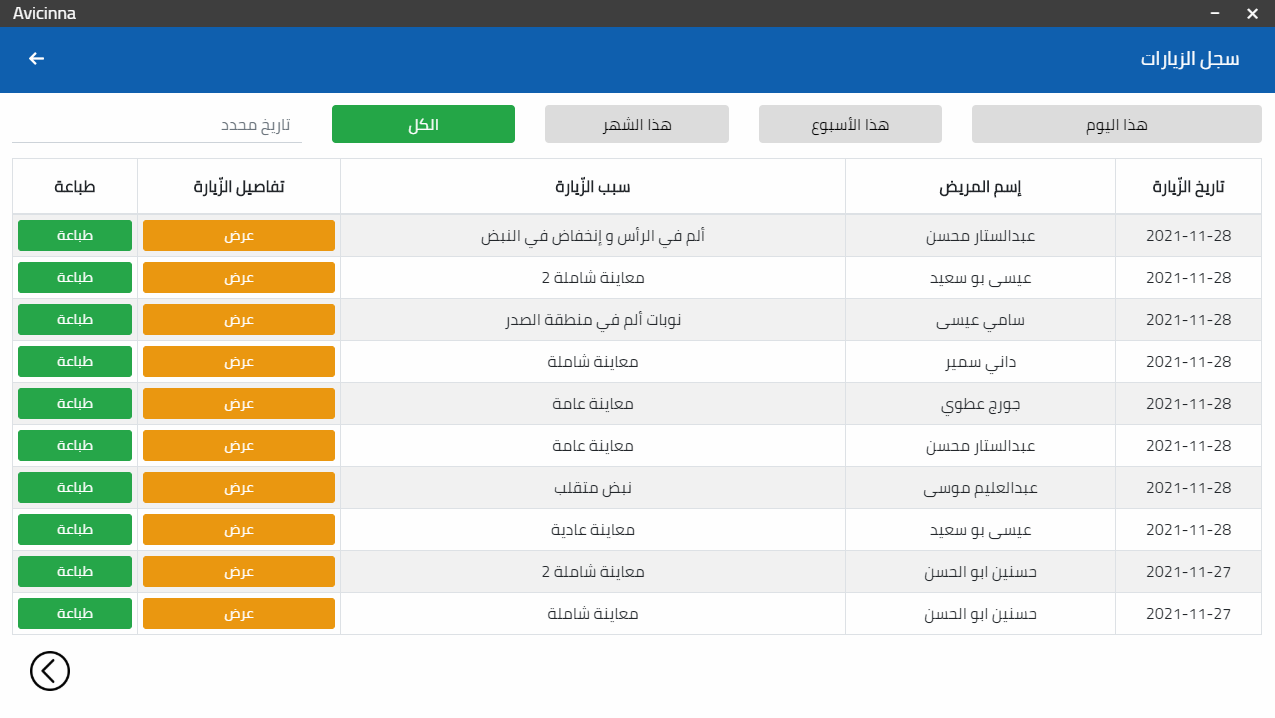 Avicinna
سجل الزيارات
هذا اليوم هذا الأسبوع هذا الشهر الكل تاريخ محدد
تاريخ الزّيارة إسم المريض سبب الزّيارة تفاصيل الزّيارة طباعة
2021-11-28 عبدالستار محسن ألم في الرأس و إنخفاض في النبض عرض طباعة
2021-11-28 عيسى بو سعيد معاينة شاملة 2 عرض طباعة
2021-11-28 سامي عيسى نوبات ألم في منطقة الصدر عرض طباعة
2021-11-28 داني سمير معاينة شاملة عرض طباعة
2021-11-28 جورج عطوي معاينة عامة عرض طباعة
2021-11-28 عبدالستار محسن معاينة عامة عرض طباعة
2021-11-28 عبدالعليم موسى نبض متقلب عرض طباعة
2021-11-28 عيسى بو سعيد معاينة عادية عرض طباعة
2021-11-27 حسنين ابو الحسن معاينة شاملة 2 عرض طباعة
2021-11-27 حسنين ابو الحسن معاينة شاملة عرض طباعة